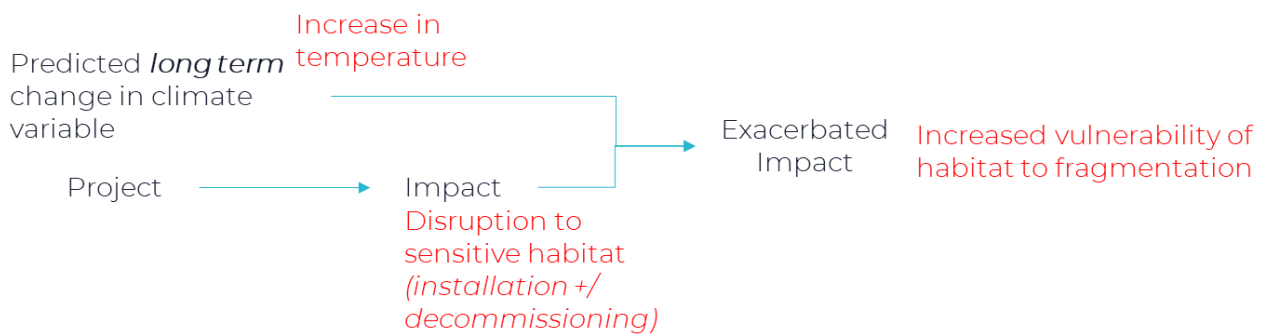 Increase in
temperature
Predicted long term
change in climate
variable
Exacerbated
Impact
Increased vulnerability of
habitat to fragmentation
Project
Impact
Disruption to
sensitive habitat
(installation +/
decommissioning)